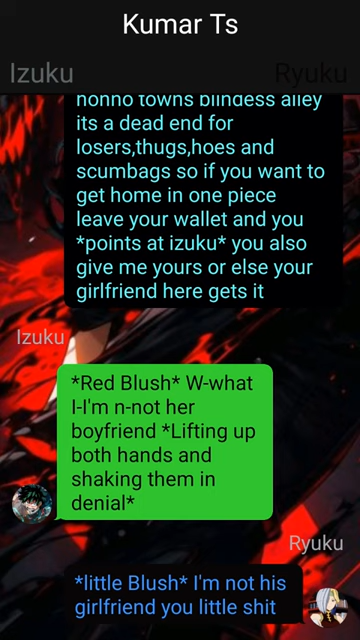 Kumar Ts
Izuku
Ryuku
nonno towns blindess alley
its a dead end for
losers,thugs,hoes and
scumbags so if you want to
get home in one piece
leave your wallet and you
*points at izuku* you also
give me yours or else your
girlfriend here gets it
Izuku
*Red Blush* W-what
I-I'm n-not her
boyfriend *Lifting up
both hands and
shaking them in
denial*
Ryuku
*little Blush* I'm not his
girlfriend you little shit